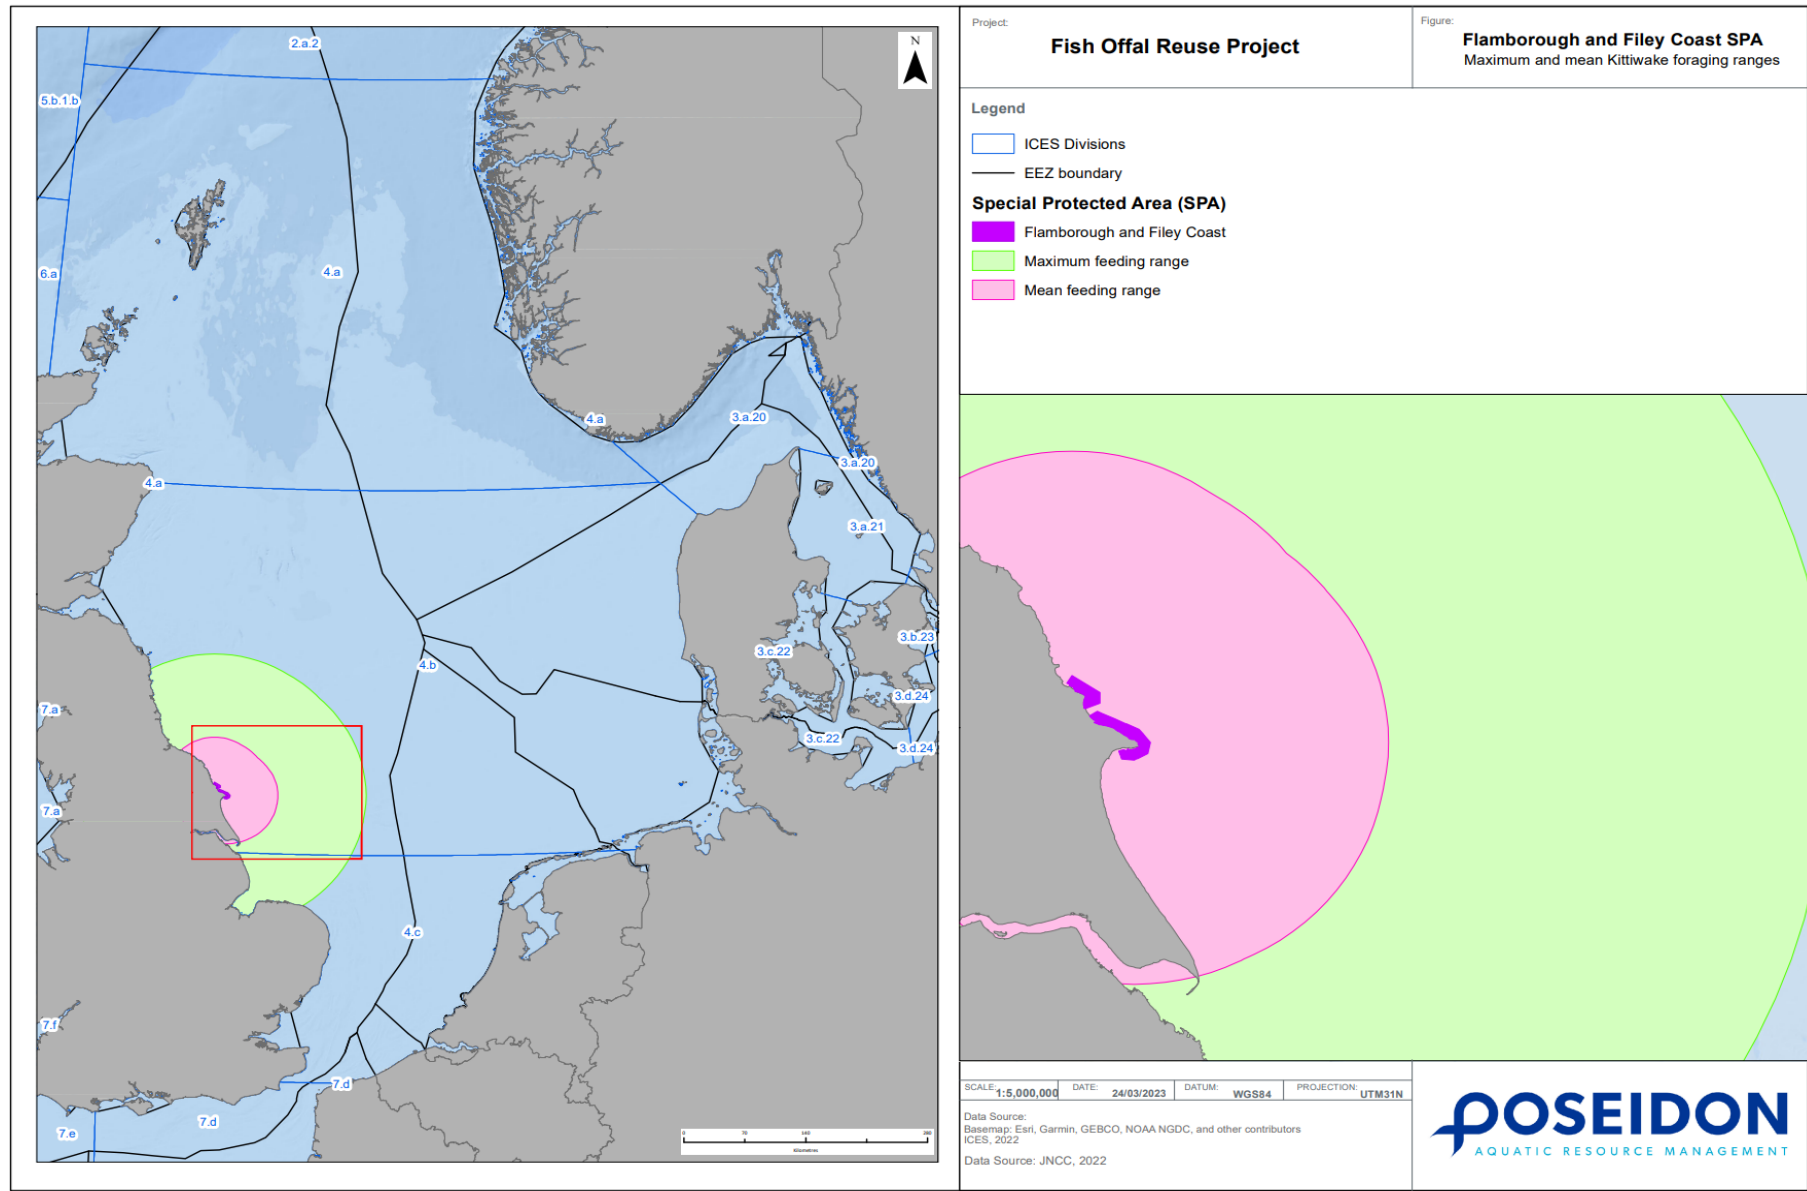 2.a.2
N
5.b.1.b
6.a
4.a
4.a
3.a.20
3.a.20
4.a
3.a.21
3.b.23
3.c.22
4.b
3.d.24
7.a
3.c.22
3.d.24
7.a
4.c
7.f
7.d
7.d
7.e
0 70 140 280
Kilometres
Project:
Fish Offal Reuse Project
Figure:
Flamborough and Filey Coast SPA
Maximum and mean Kittiwake foraging ranges
Legend
ICES Divisions
EEZ boundary
Special Protected Area (SPA)
Flamborough and Filey Coast
Maximum feeding range
Mean feeding range
SCALE: 1:5,000,000 DATE: 24/03/2023 DATUM: WGS84 PROJECTION: UTM31N
Data Source:
Basemap: Esri, Garmin, GEBCO, NOAA NGDC, and other contributors
ICES, 2022
Data Source: JNCC, 2022
POSEIDON
AQUATIC RESOURCE MANAGEMENT